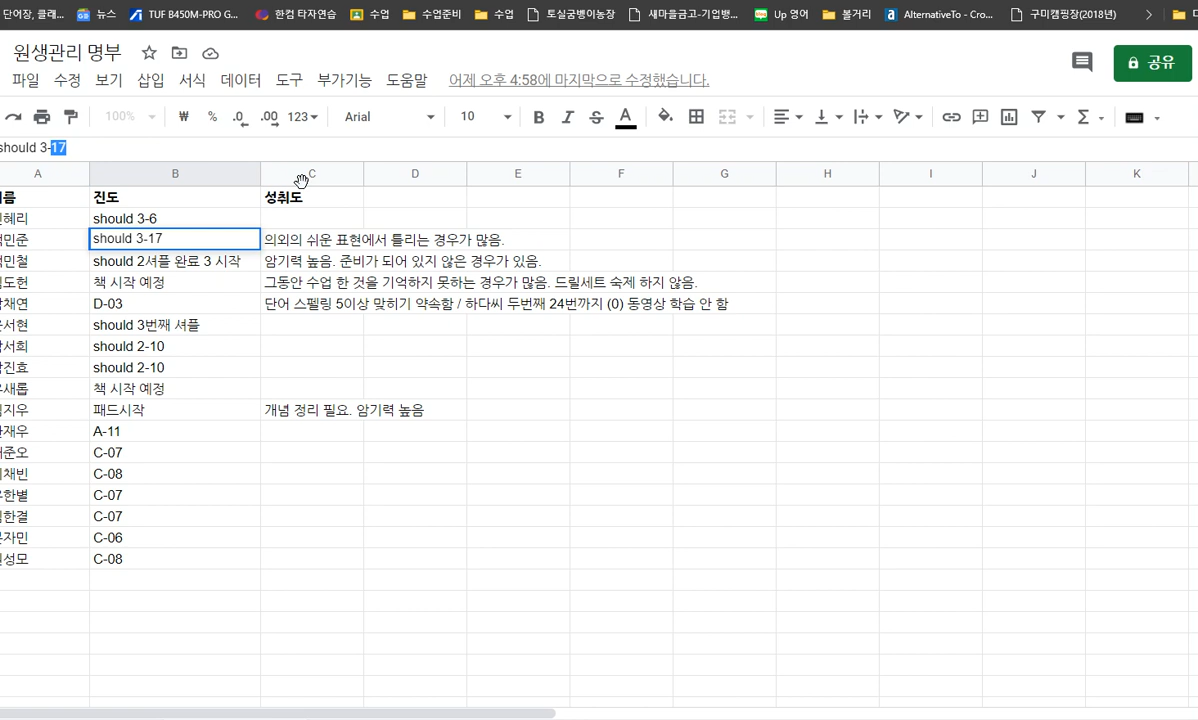 단어장, 클래... 뉴스 TUF B450M-PRO G... 한컴 타자연습 수업 수업준비 수업 토실굼벵이농장 새마을금고-기업뱅... Up 영어 볼거리 AlternativeTo - Cro... 구미캠핑장(2018년)
원생관리 명부
공유
파일 수정 보기 삽입 서식 데이터 도구 부가기능 도움말 어제 오후 4:58에 마지막으로 수정했습니다.
100% ₩ % .0 .00 123 Arial 10 B I S A
should 3-17
A B C D E F G H I J K
진도 성취도
should 3-6
should 3-17 의외의 쉬운 표현에서 틀리는 경우가 많음.
should 2셔플 완료 3 시작 암기력 높음. 준비가 되어 있지 않은 경우가 있음.
책 시작 예정 그동안 수업 한 것을 기억하지 못하는 경우가 많음. 드릴세트 숙제 하지 않음.
D-03 단어 스펠링 5이상 맞히기 약속함 / 하다씨 두번째 24번까지 (0) 동영상 학습 안 함
should 3번째 셔플
should 2-10
should 2-10
책 시작 예정
패드시작 개념 정리 필요. 암기력 높음
A-11
C-07
C-08
C-07
C-07
C-06
C-08